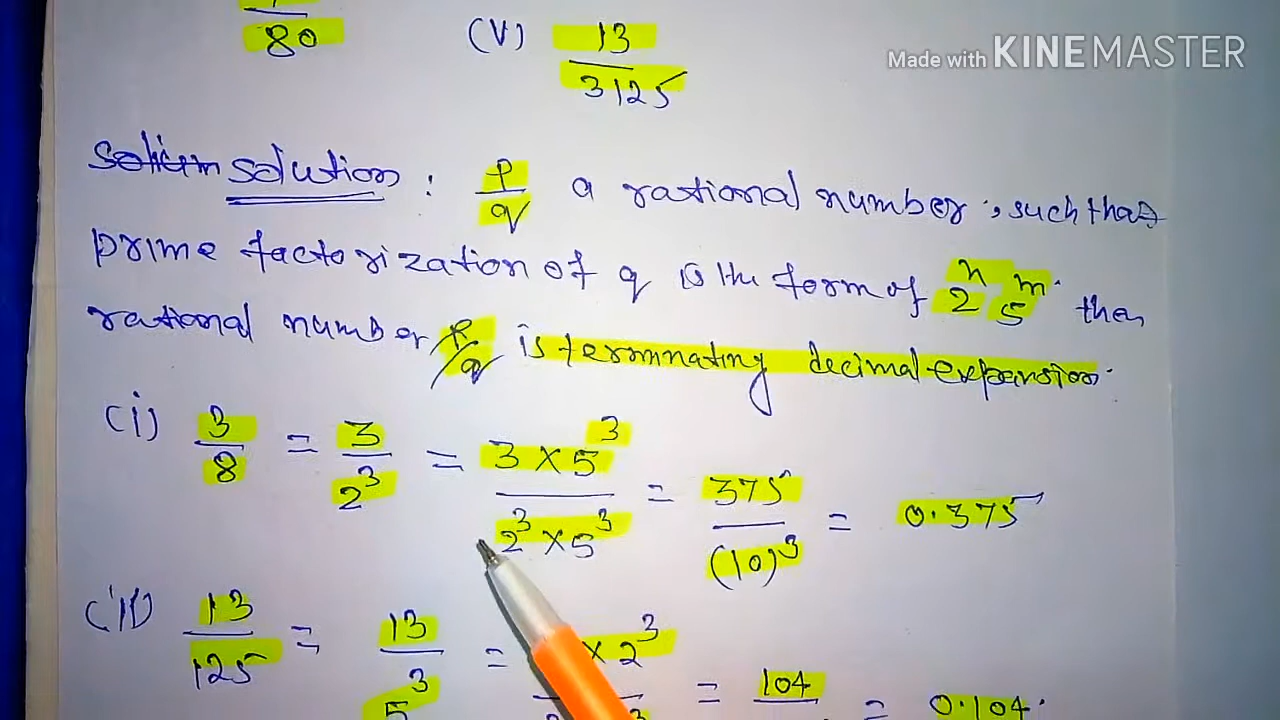 80 (V) 13/3125
Made with KINEMASTER
solution : p/q a rational number, such that
prime factorization of q is the form of 2^n 5^m. then
rational number p/q is termnating decimal expansion.
(i) 3/8 = 3/2^3 = 3×5^3/2^3×5^3 = 375/(10)^3 = 0.375
(ii) 13/125 = 13/5^3 = ×2^3 = 104 = 0.104.